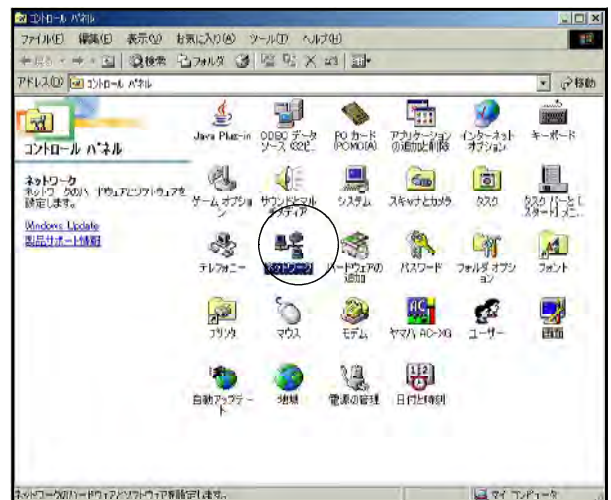 コントロール パネル
ファイル(F) 編集(E) 表示(V) お気に入り(A) ツール(T) ヘルプ(H)
戻る 検索 フォルダ
アドレス(D) コントロール パネル 移動
コントロール パネル
ネットワーク
ネットワークのハードウェアとソフトウェアを
設定します。
Windows Update
製品サポート情報
Java Plug-in ODBC データ PC カード アプリケーション インターネット キーボード
ソース (32ビ... (PCMCIA) の追加と削除 オプション
ゲーム オプショ サウンドとマル システム スキャナとカメラ タスク タスク バーと [
ン チメディア スタート] メニ...
テレフォニー ネットワーク ハードウェアの パスワード フォルダ オプシ フォント
追加 ョン
プリンタ マウス モデム ヤマハ AC-XG ユーザー 画面
自動アップデー 地域 電源の管理 日付と時刻
ト
ネットワークのハードウェアとソフトウェアを設定します。 マイ コンピュータ